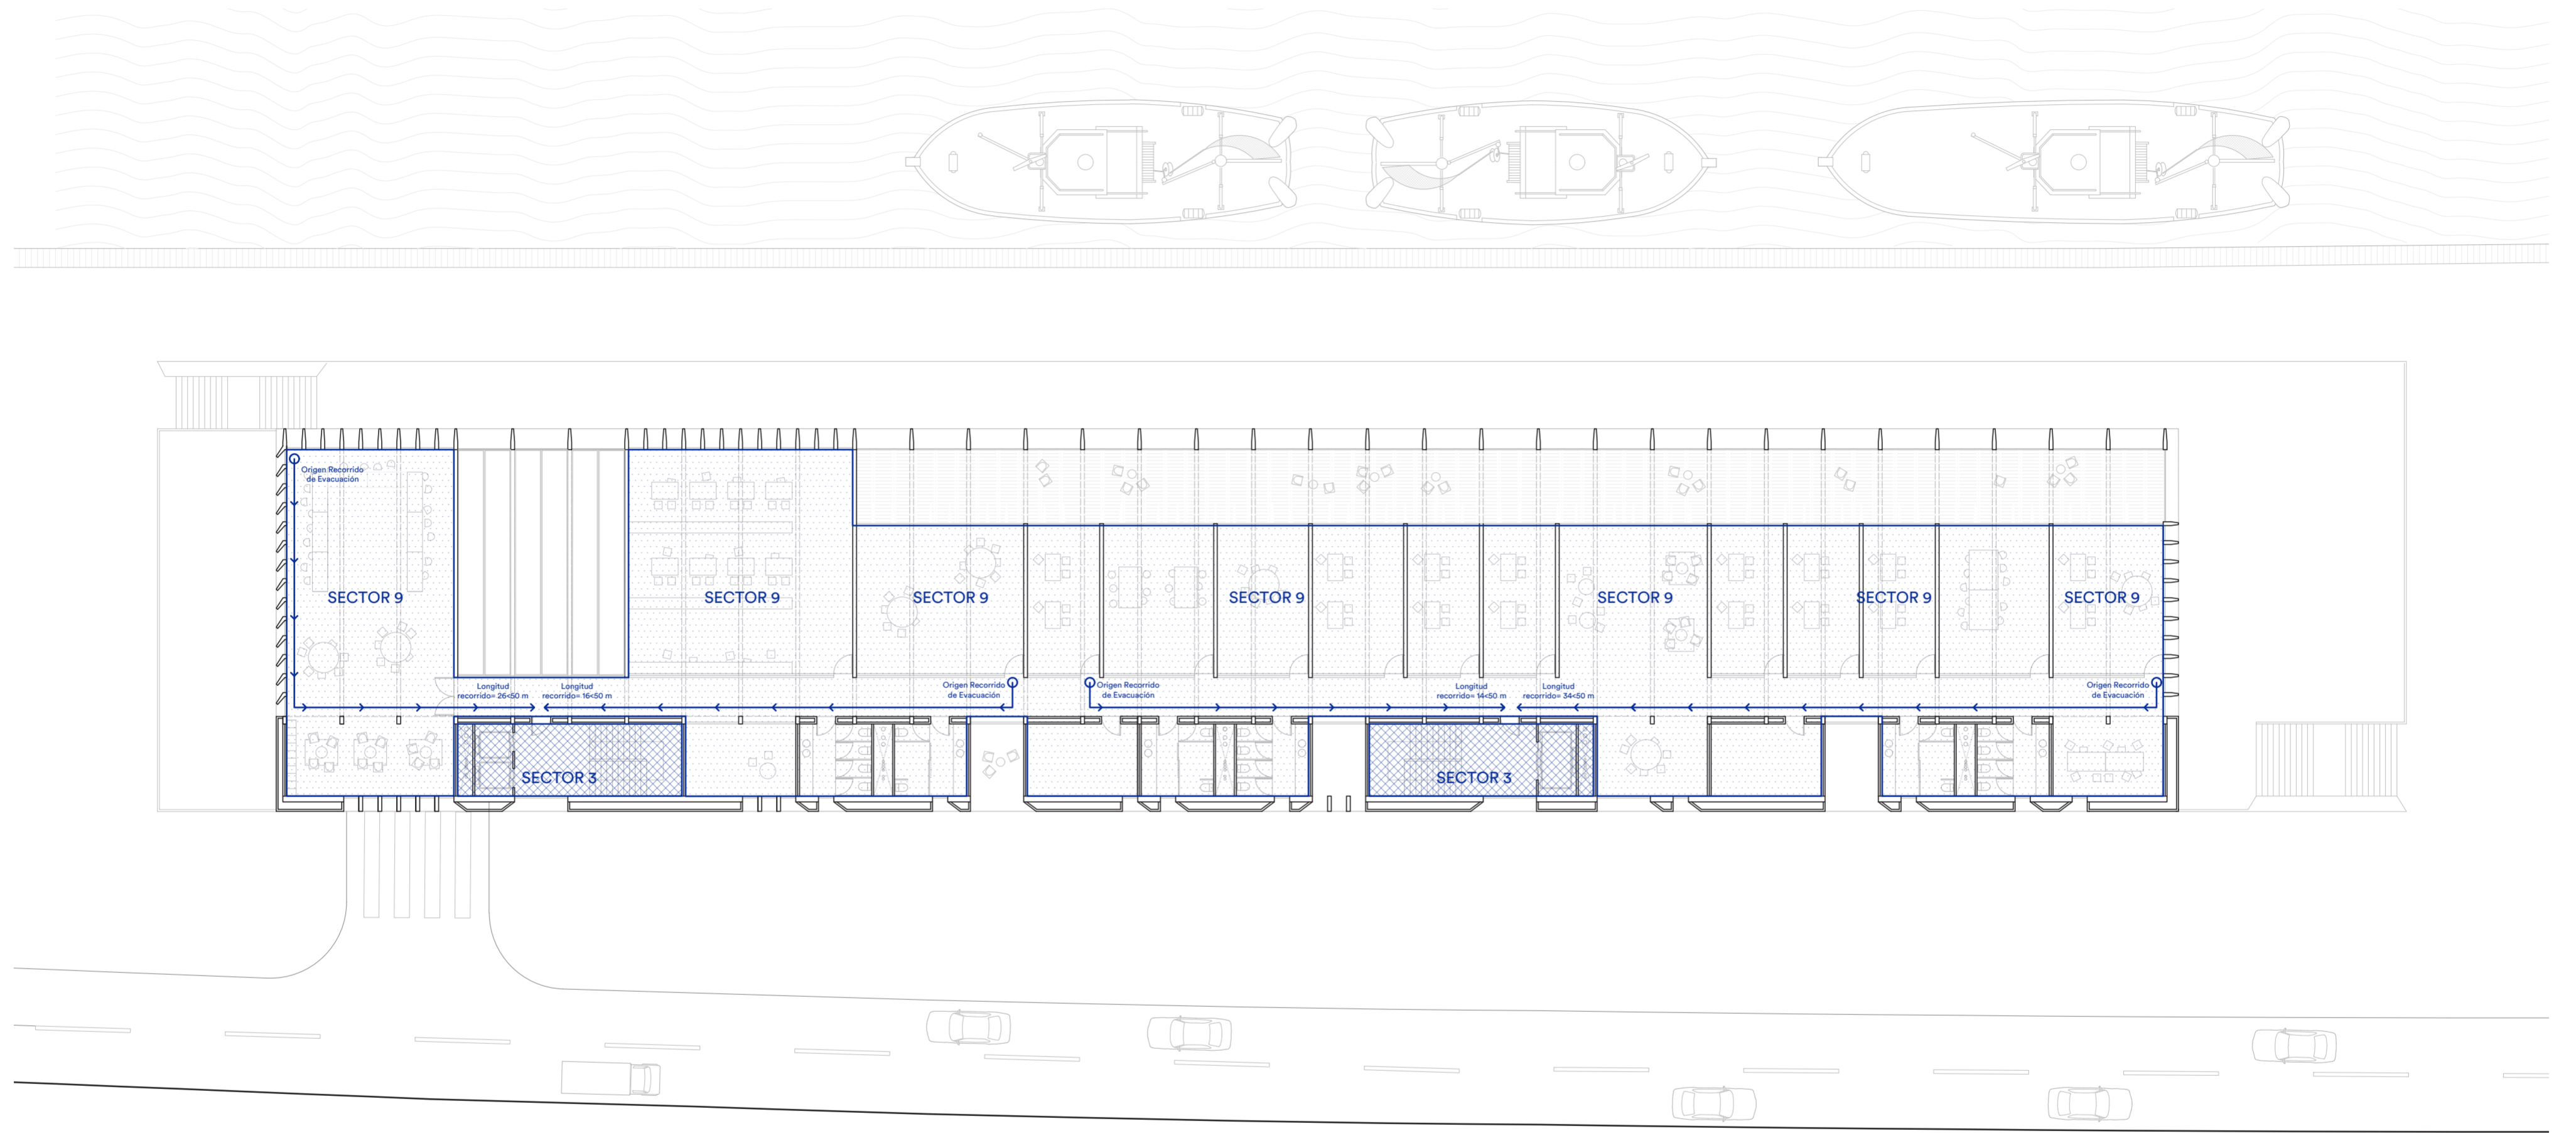 Origen Recorrido
de Evacuación
SECTOR 9
SECTOR 9
SECTOR 9
SECTOR 9
SECTOR 9
SECTOR 9
SECTOR 9
Longitud
recorrido= 26<50 m
Longitud
recorrido= 16<50 m
Origen Recorrido
de Evacuación
Origen Recorrido
de Evacuación
Longitud
recorrido= 14<50 m
Longitud
recorrido= 34<50 m
Origen Recorrido
de Evacuación
SECTOR 3
SECTOR 3